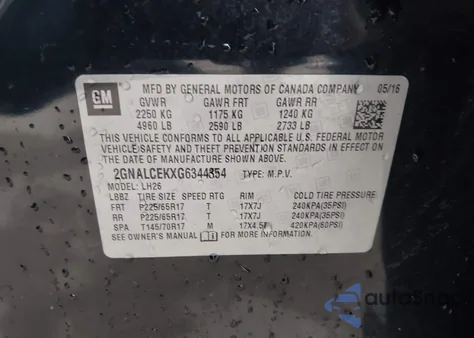 GM
MFD BY GENERAL MOTORS OF CANADA COMPANY 05/16
GVWR GAWR FRT GAWR RR
2250 KG 1175 KG 1240 KG
4960 LB 2590 LB 2733 LB
THIS VEHICLE CONFORMS TO ALL APPLICABLE U.S. FEDERAL MOTOR
VEHICLE SAFETY AND THEFT PREVENTION STANDARDS
IN EFFECT ON THE DATE OF MANUFACTURE SHOWN ABOVE.
2GNALCEKXG6344354 TYPE: M.P.V.
MODEL: LH26
LBBZ TIRE SIZE SPEED RTG RIM COLD TIRE PRESSURE
FRT P225/65R17 T 17X7J 240KPA(35PSI)
RR P225/65R17 T 17X7J 240KPA(35PSI)
SPA T145/70R17 M 17X4.5T 420KPA(60PSI)
SEE OWNER'S MANUAL FOR MORE INFORMATION